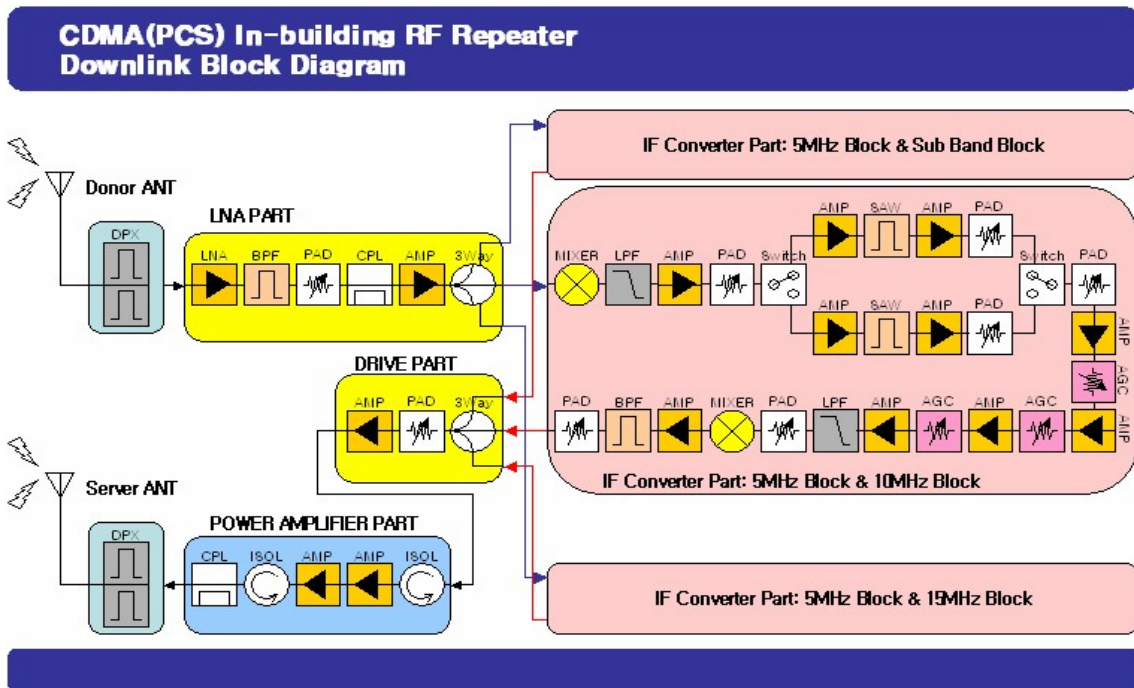 CDMA(PCS) In-building RF Repeater
Downlink Block Diagram
IF Converter Part: 5MHz Block & Sub Band Block
Donor ANT
LNA PART
DPX
LNA BPF PAD CPL AMP 3Way
AMP SAW AMP PAD
MIXER LPF AMP PAD Switch
Switch PAD
AMP SAW AMP PAD
AMP
AGC
AMP
DRIVE PART
AMP PAD 3Way
PAD BPF AMP MIXER PAD LPF AMP AGC AMP AGC
IF Converter Part: 5MHz Block & 10MHz Block
Server ANT
POWER AMPLIFIER PART
DPX
CPL ISOL AMP AMP ISOL
IF Converter Part: 5MHz Block & 15MHz Block